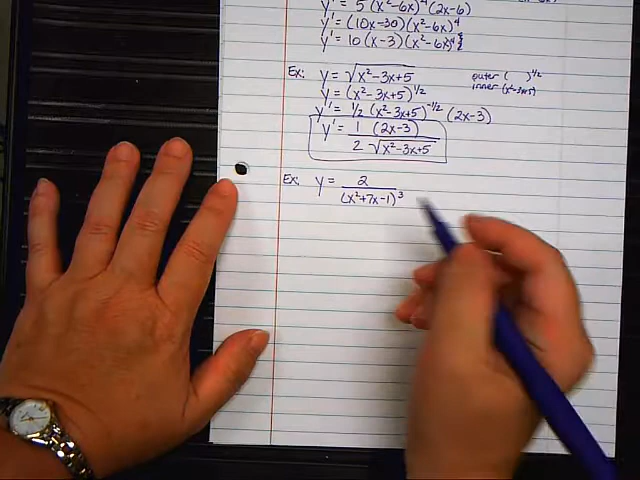 y' = 5 (x²-6x)⁴(2x-6)
y' = (10x-30)(x²-6x)⁴
y' = 10(x-3)(x²-6x)⁴
Ex: y = √x²-3x+5 outer ( )^1/2
y = (x²-3x+5)^1/2 inner (x²-3x+5)
y' = 1/2 (x²-3x+5)^-1/2 (2x-3)
y' = 1 (2x-3)
2 √x²-3x+5
Ex: y = 2
(x²+7x-1)³